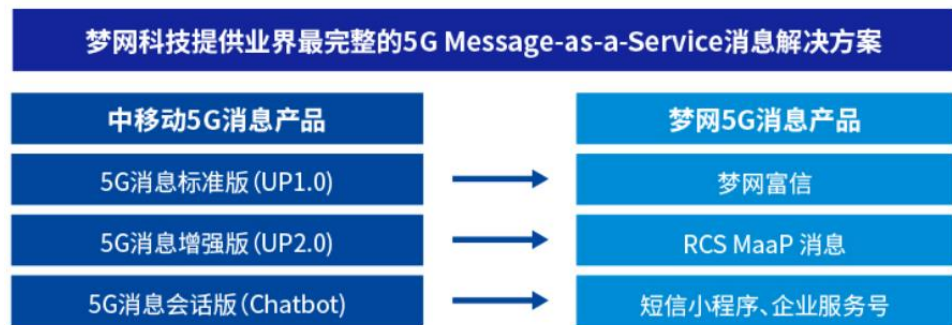 梦网科技提供业界最完整的5G Message-as-a-Service消息解决方案
中移动5G消息产品
梦网5G消息产品
5G消息标准版(UP1.0)
梦网富信
5G消息增强版(UP2.0)
RCS MaaP 消息
5G消息会话版(Chatbot)
短信小程序、企业服务号